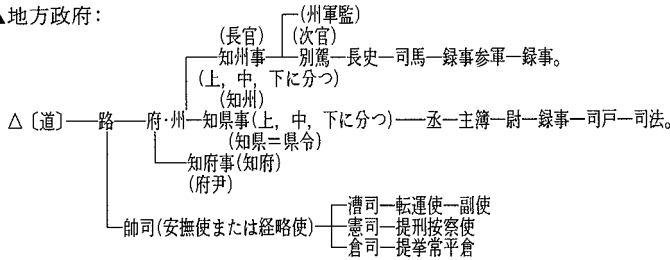 ▲地方政府：
(州軍監)
(長官) (次官)
知州事 別駕―長史―司馬―録事参軍―録事。
(上，中，下に分つ)
(知州)
△〔道〕―路―府・州―知県事(上，中，下に分つ)―丞―主簿―尉―録事―司戸―司法。
(知県＝県令)
知府事(知府)
(府尹)
漕司―転運使―副使
帥司(安撫使または経略使)―憲司―提刑按察使
倉司―提挙常平倉